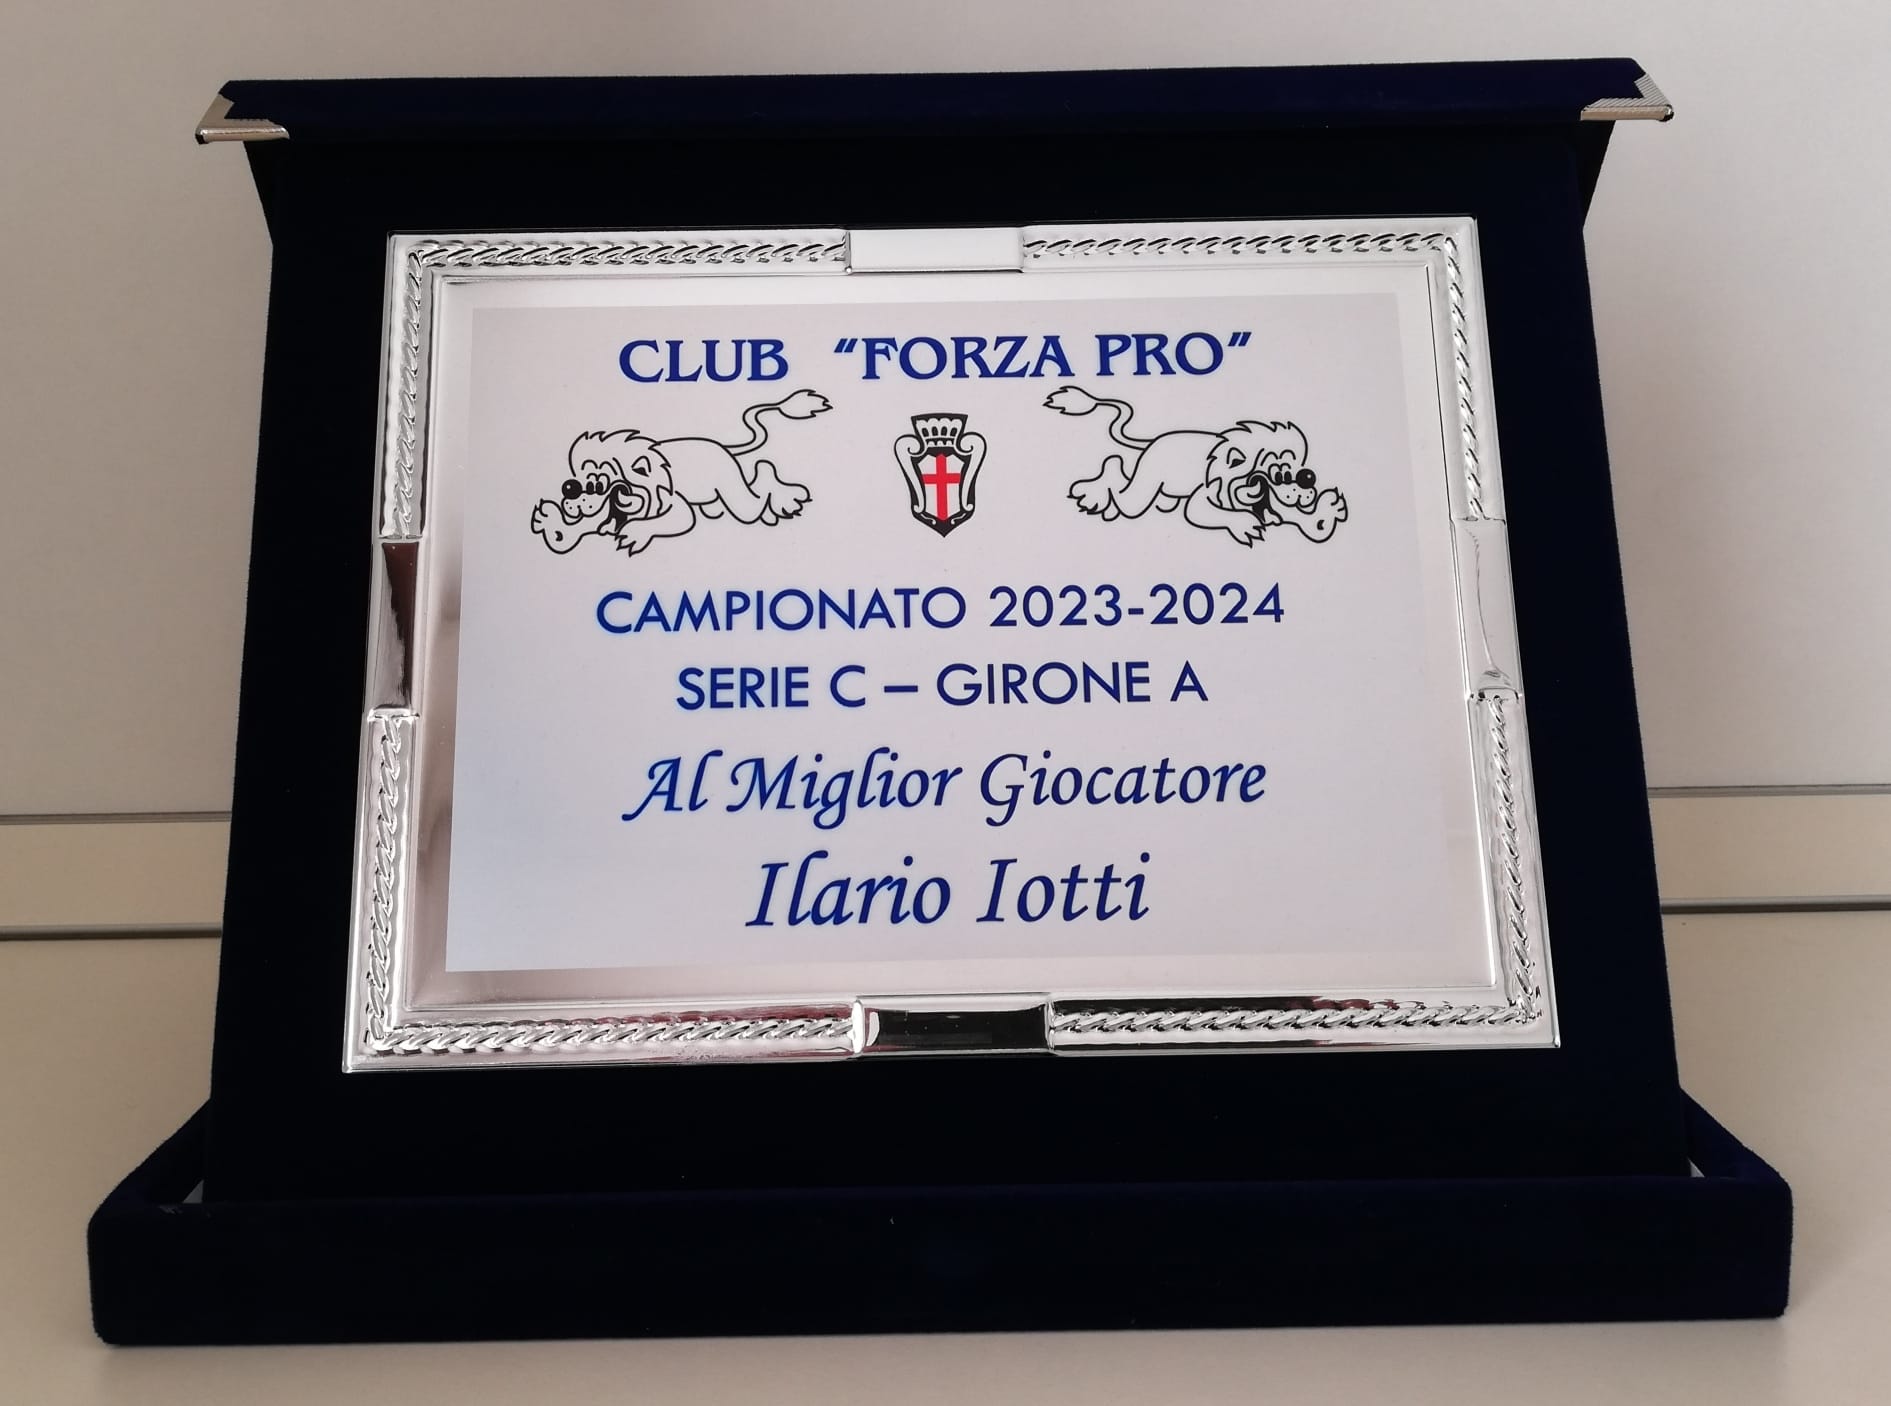 CLUB “FORZA PRO”
CAMPIONATO 2023-2024
SERIE C – GIRONE A
Al Miglior Giocatore
Ilario Iotti